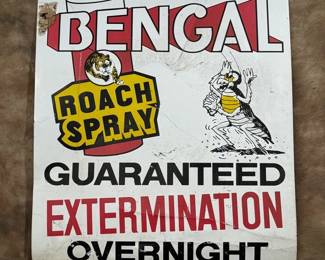 BENGAL
ROACH
SPRAY
GUARANTEED
EXTERMINATION
OVERNIGHT